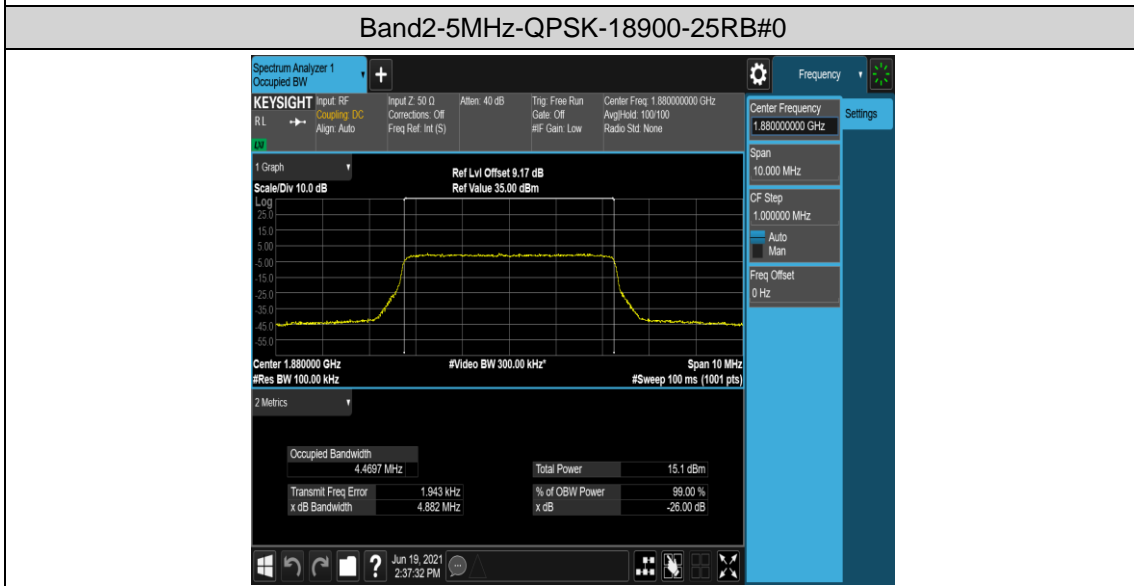 Band2-5MHz-QPSK-18900-25RB#0
Spectrum Analyzer 1
Occupied BW
+
Frequency
KEYSIGHT
RL
LXI
Input: RF
Coupling: DC
Align: Auto
Input Z: 50 Ω
Corrections: Off
Freq Ref: Int (S)
Atten: 40 dB
Trig: Free Run
Gate: Off
#IF Gain: Low
Center Freq: 1.880000000 GHz
Avg|Hold: 100/100
Radio Std: None
Center Frequency
1.880000000 GHz
Settings
Span
10.000 MHz
CF Step
1.000000 MHz
Auto
Man
Freq Offset
0 Hz
1 Graph
Scale/Div 10.0 dB
Ref Lvl Offset 9.17 dB
Ref Value 35.00 dBm
Log
25.0
15.0
5.00
-5.00
-15.0
-25.0
-35.0
-45.0
-55.0
Center 1.880000 GHz
#Video BW 300.00 kHz*
Span 10 MHz
#Res BW 100.00 kHz
#Sweep 100 ms (1001 pts)
2 Metrics
Occupied Bandwidth
4.4697 MHz
Total Power 15.1 dBm
Transmit Freq Error 1.943 kHz
% of OBW Power 99.00 %
x dB Bandwidth 4.882 MHz
x dB -26.00 dB
?
Jun 19, 2021
2:37:32 PM